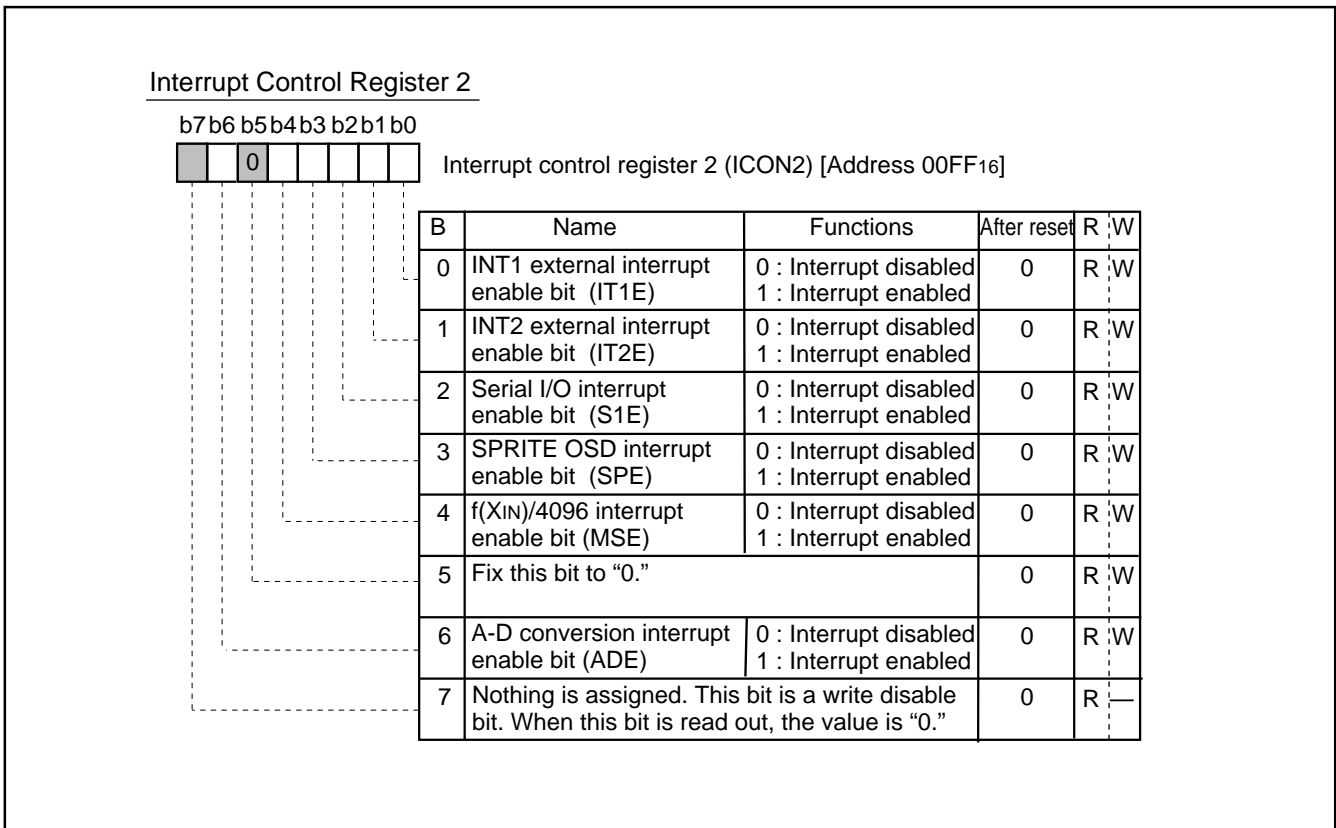 Interrupt Control Register 2
b7 b6 b5 b4 b3 b2 b1 b0
0
Interrupt control register 2 (ICON2) [Address 00FF16]
B Name Functions After reset R W
0 INT1 external interrupt 0 : Interrupt disabled 0 R W
enable bit (IT1E) 1 : Interrupt enabled
1 INT2 external interrupt 0 : Interrupt disabled 0 R W
enable bit (IT2E) 1 : Interrupt enabled
2 Serial I/O interrupt 0 : Interrupt disabled 0 R W
enable bit (S1E) 1 : Interrupt enabled
3 SPRITE OSD interrupt 0 : Interrupt disabled 0 R W
enable bit (SPE) 1 : Interrupt enabled
4 f(XIN)/4096 interrupt 0 : Interrupt disabled 0 R W
enable bit (MSE) 1 : Interrupt enabled
5 Fix this bit to “0.” 0 R W
6 A-D conversion interrupt 0 : Interrupt disabled 0 R W
enable bit (ADE) 1 : Interrupt enabled
7 Nothing is assigned. This bit is a write disable 0 R —
bit. When this bit is read out, the value is “0.”